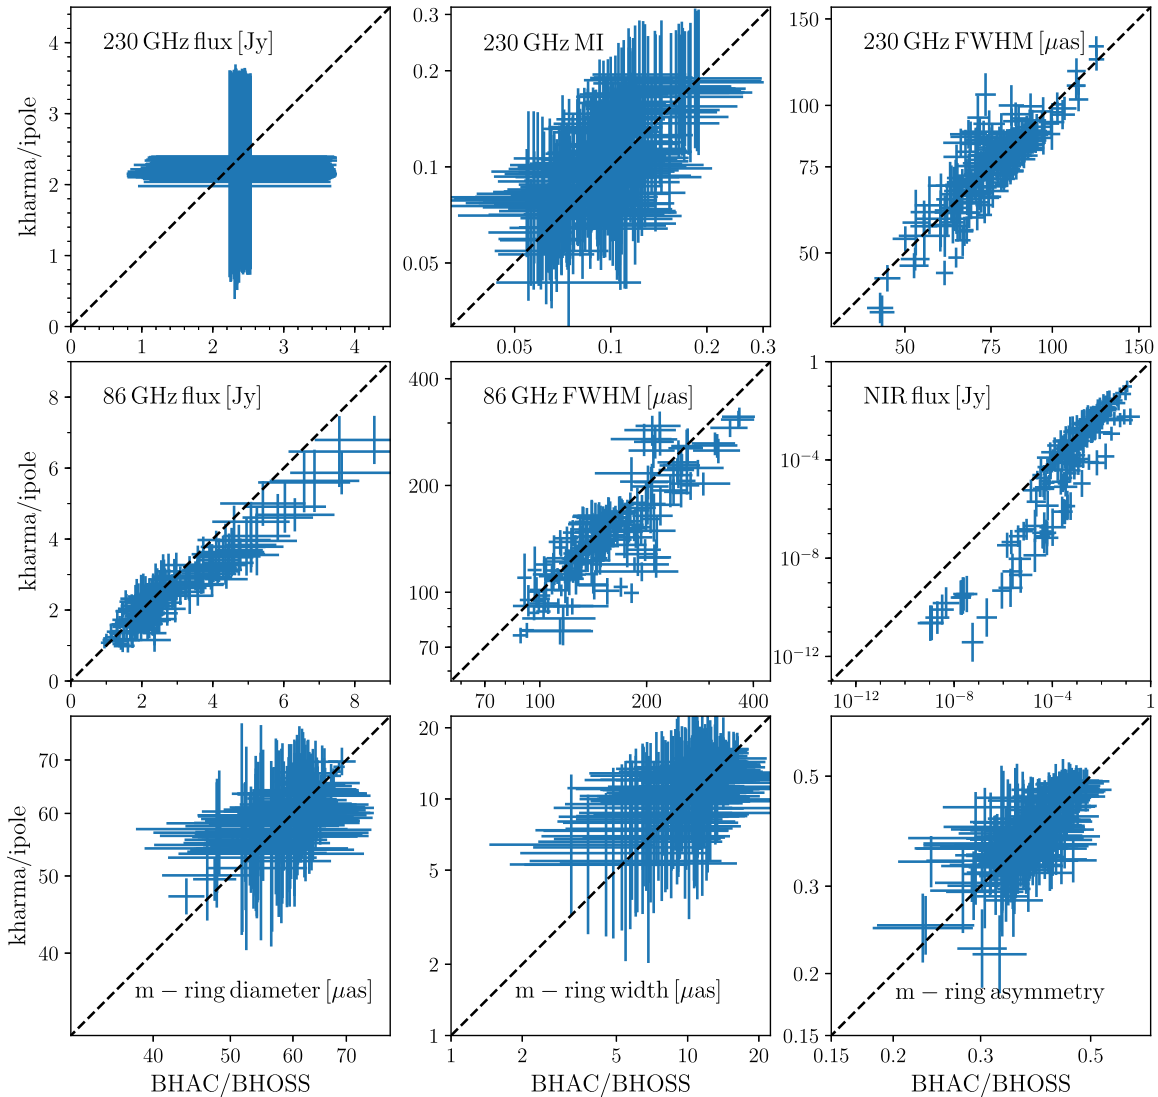 230 GHz flux [Jy]
kharma/ipole
4
3
2
1
0
0 1 2 3 4
230 GHz MI
0.3
0.2
0.1
0.05
0.05 0.1 0.2 0.3
230 GHz FWHM [μas]
150
100
75
50
50 75 100 150
86 GHz flux [Jy]
kharma/ipole
8
6
4
2
0
0 2 4 6 8
86 GHz FWHM [μas]
400
200
100
70
70 100 200 400
NIR flux [Jy]
1
10⁻⁴
10⁻⁸
10⁻¹²
10⁻¹² 10⁻⁸ 10⁻⁴ 1
kharma/ipole
70
60
50
40
m − ring diameter [μas]
40 50 60 70
BHAC/BHOSS
20
10
5
2
1
m − ring width [μas]
1 2 5 10 20
BHAC/BHOSS
0.5
0.3
0.2
0.15
m − ring asymmetry
0.15 0.2 0.3 0.5
BHAC/BHOSS